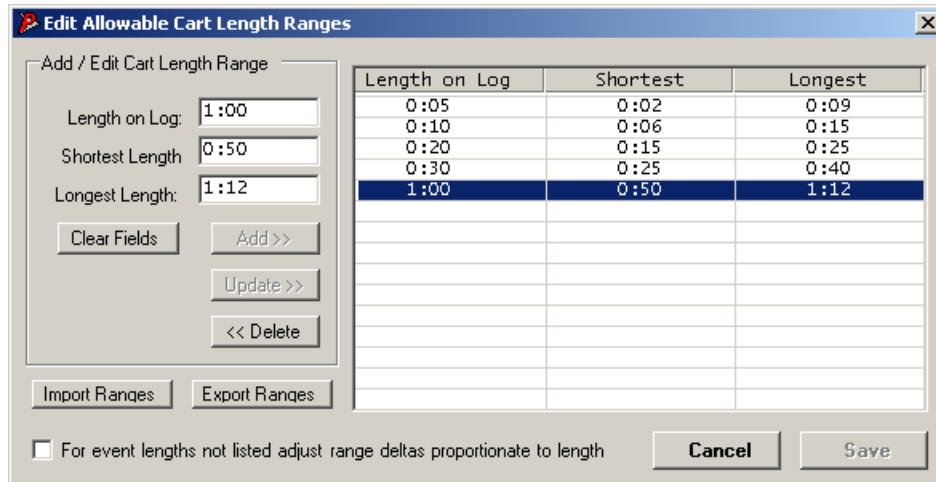 Edit Allowable Cart Length Ranges
Add / Edit Cart Length Range
Length on Log: 1:00
Shortest Length 0:50
Longest Length: 1:12
Clear Fields Add >>
Update >>
<< Delete
Import Ranges Export Ranges
Length on Log Shortest Longest
0:05 0:02 0:09
0:10 0:06 0:15
0:20 0:15 0:25
0:30 0:25 0:40
1:00 0:50 1:12
For event lengths not listed adjust range deltas proportionate to length
Cancel Save